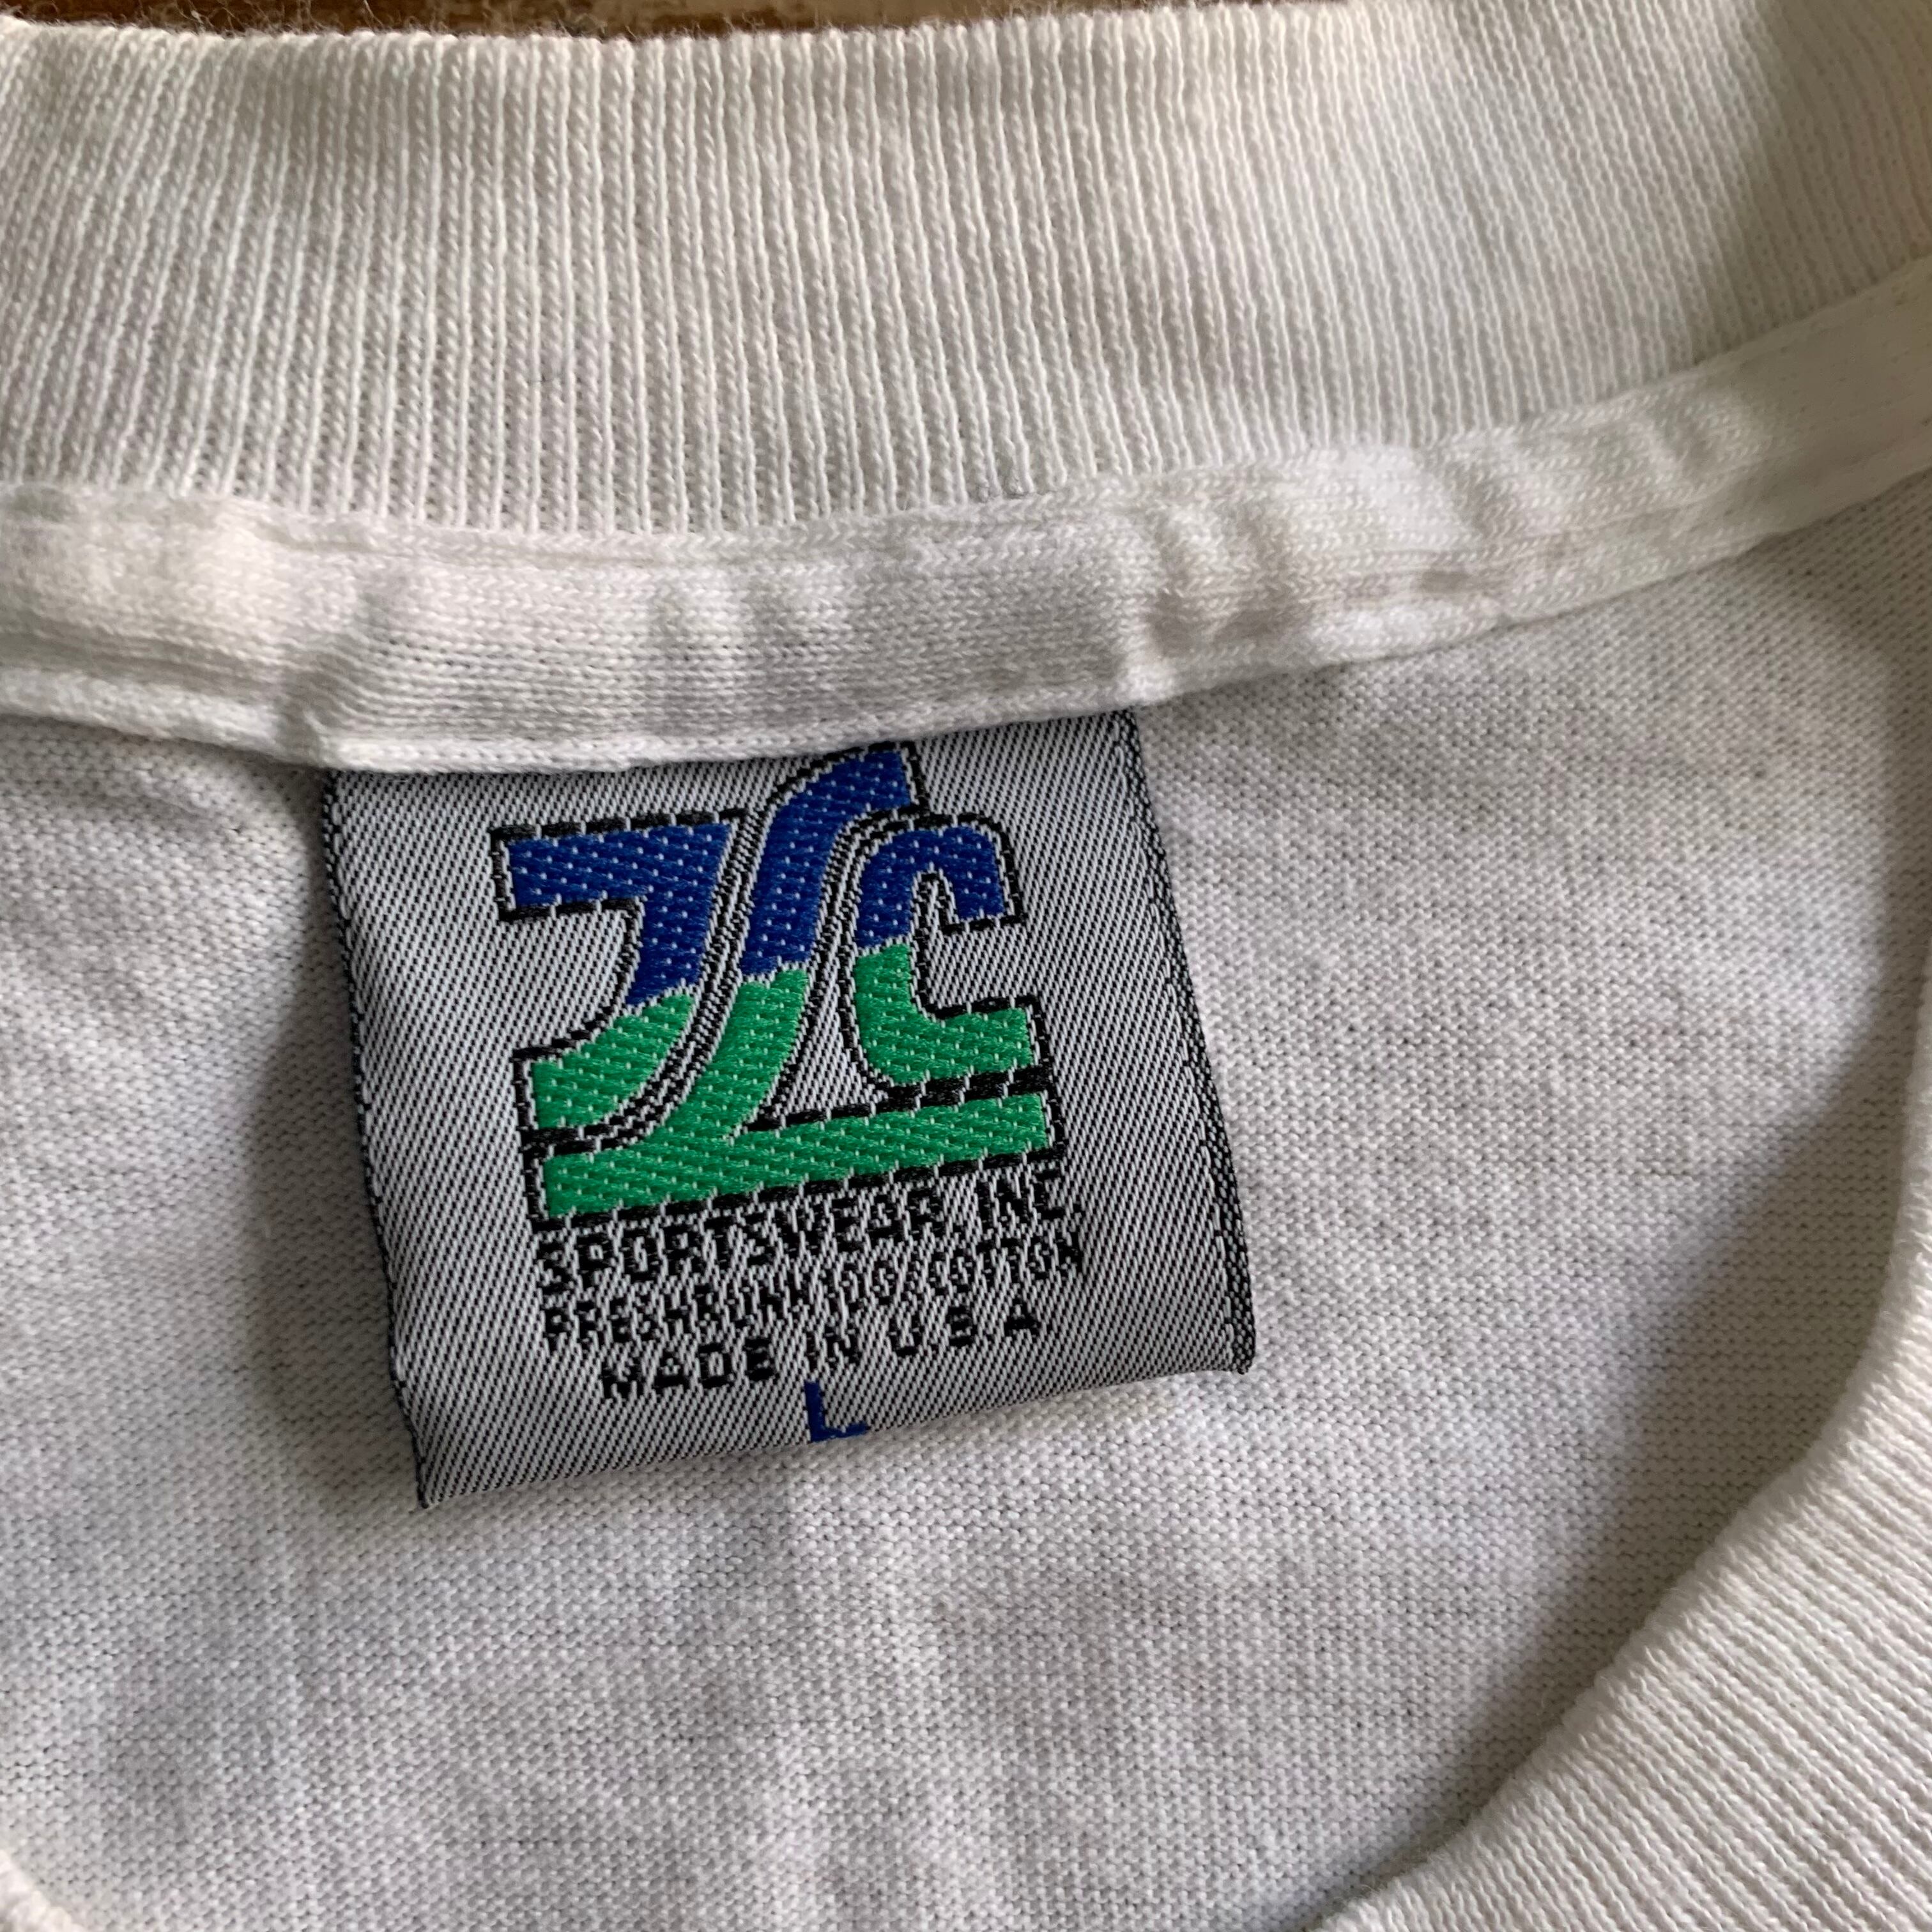 SPORTSWEAR, INC
PRESHRUNK 100% COTTON
MADE IN U.S.A
L